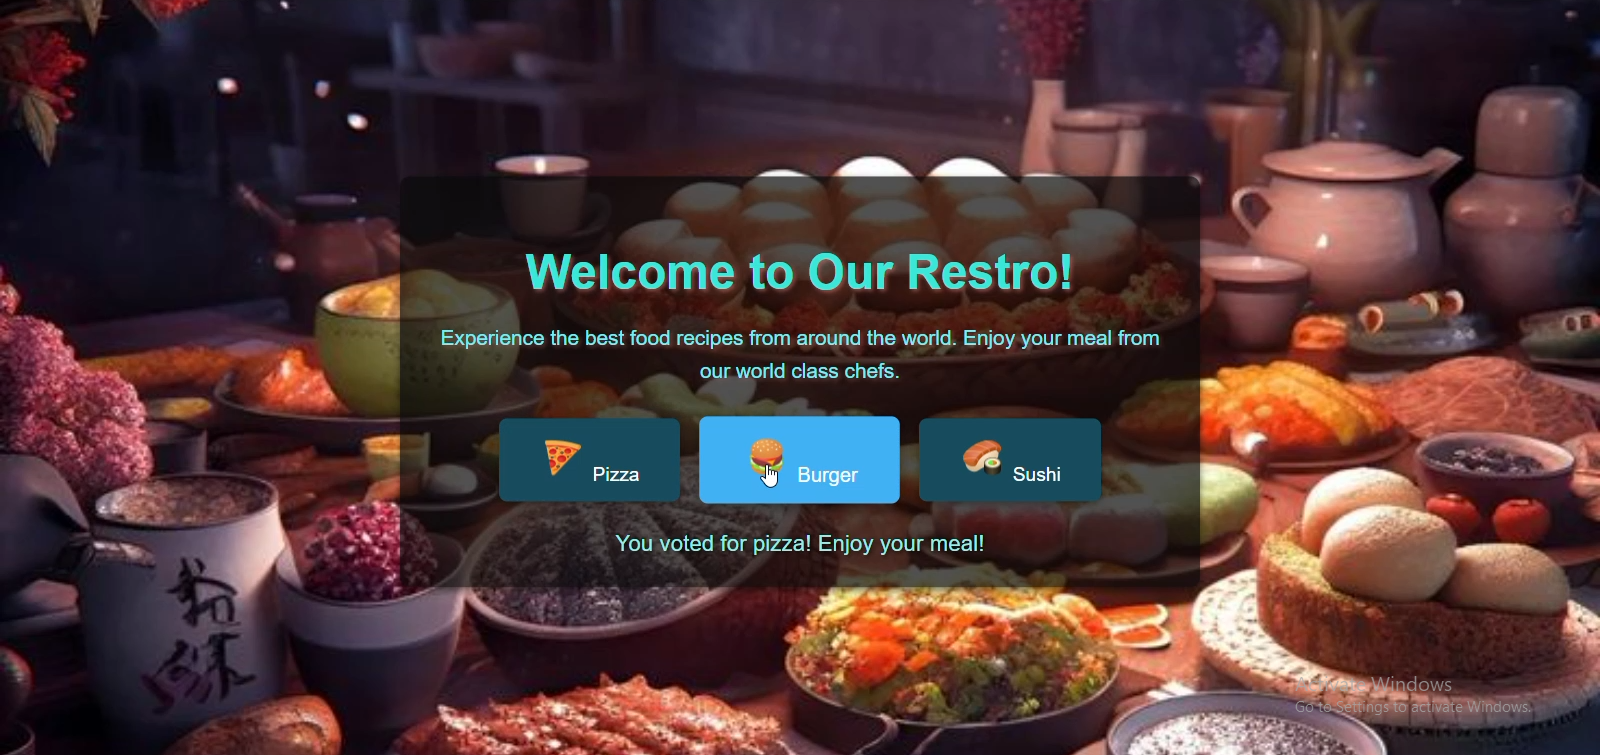 Welcome to Our Restro!
Experience the best food recipes from around the world. Enjoy your meal from
our world class chefs.
Pizza
Burger
Sushi
You voted for pizza! Enjoy your meal!
Activate Windows
Go to Settings to activate Windows.